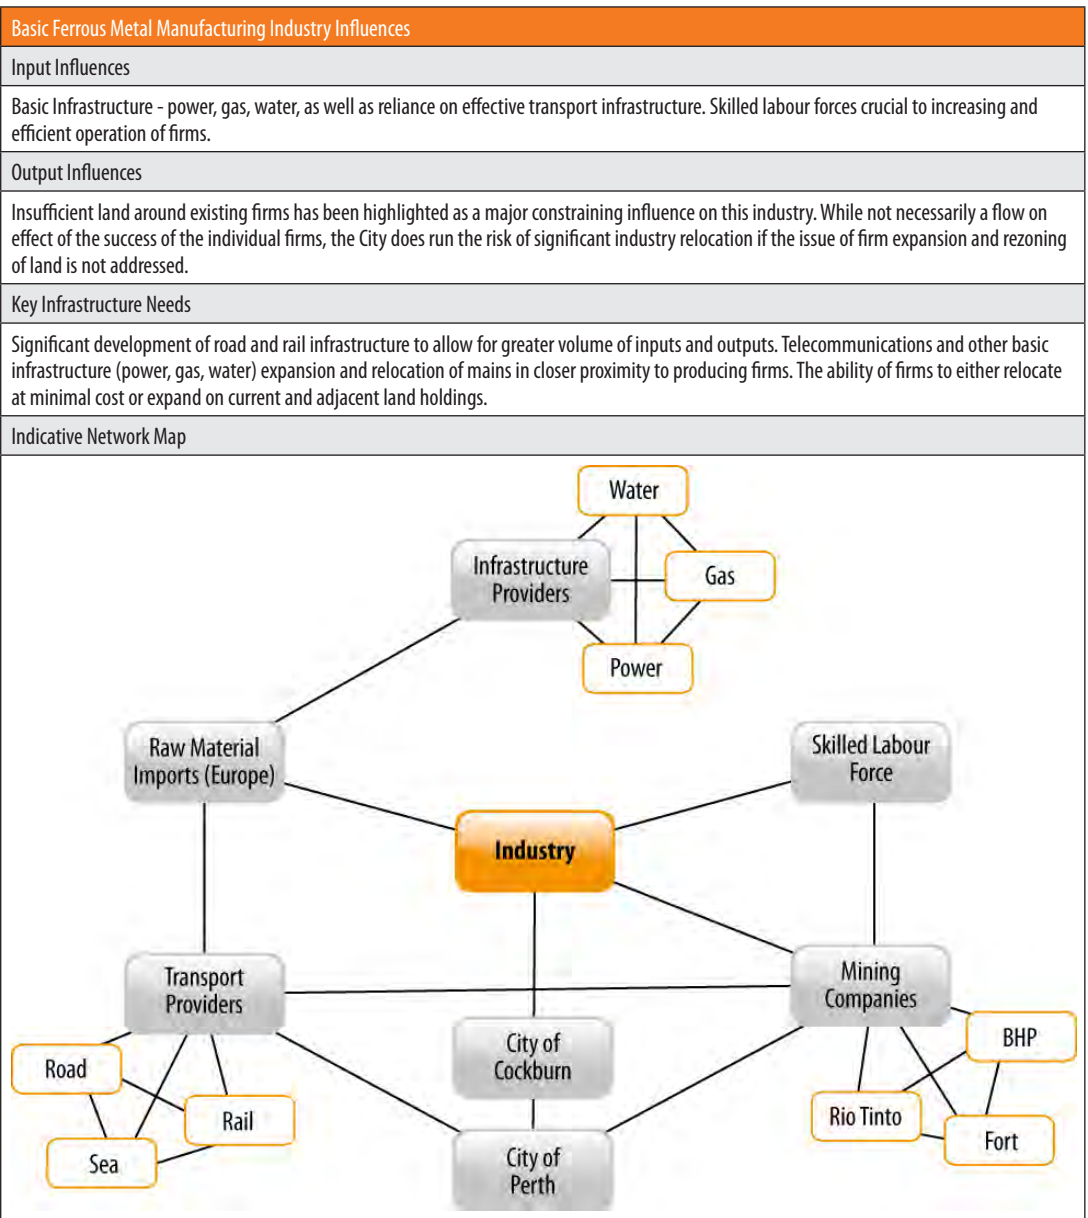 Basic Ferrous Metal Manufacturing Industry Influences
Input Influences
Basic Infrastructure - power, gas, water, as well as reliance on effective transport infrastructure. Skilled labour forces crucial to increasing and
efficient operation of firms.
Output Influences
Insufficient land around existing firms has been highlighted as a major constraining influence on this industry. While not necessarily a flow on
effect of the success of the individual firms, the City does run the risk of significant industry relocation if the issue of firm expansion and rezoning
of land is not addressed.
Key Infrastructure Needs
Significant development of road and rail infrastructure to allow for greater volume of inputs and outputs. Telecommunications and other basic
infrastructure (power, gas, water) expansion and relocation of mains in closer proximity to producing firms. The ability of firms to either relocate
at minimal cost or expand on current and adjacent land holdings.
Indicative Network Map
Water
Infrastructure
Providers
Gas
Power
Raw Material
Imports (Europe)
Skilled Labour
Force
Industry
Transport
Providers
Mining
Companies
City of
Cockburn
BHP
Road
Rail
Rio Tinto
Fort
Sea
City of
Perth